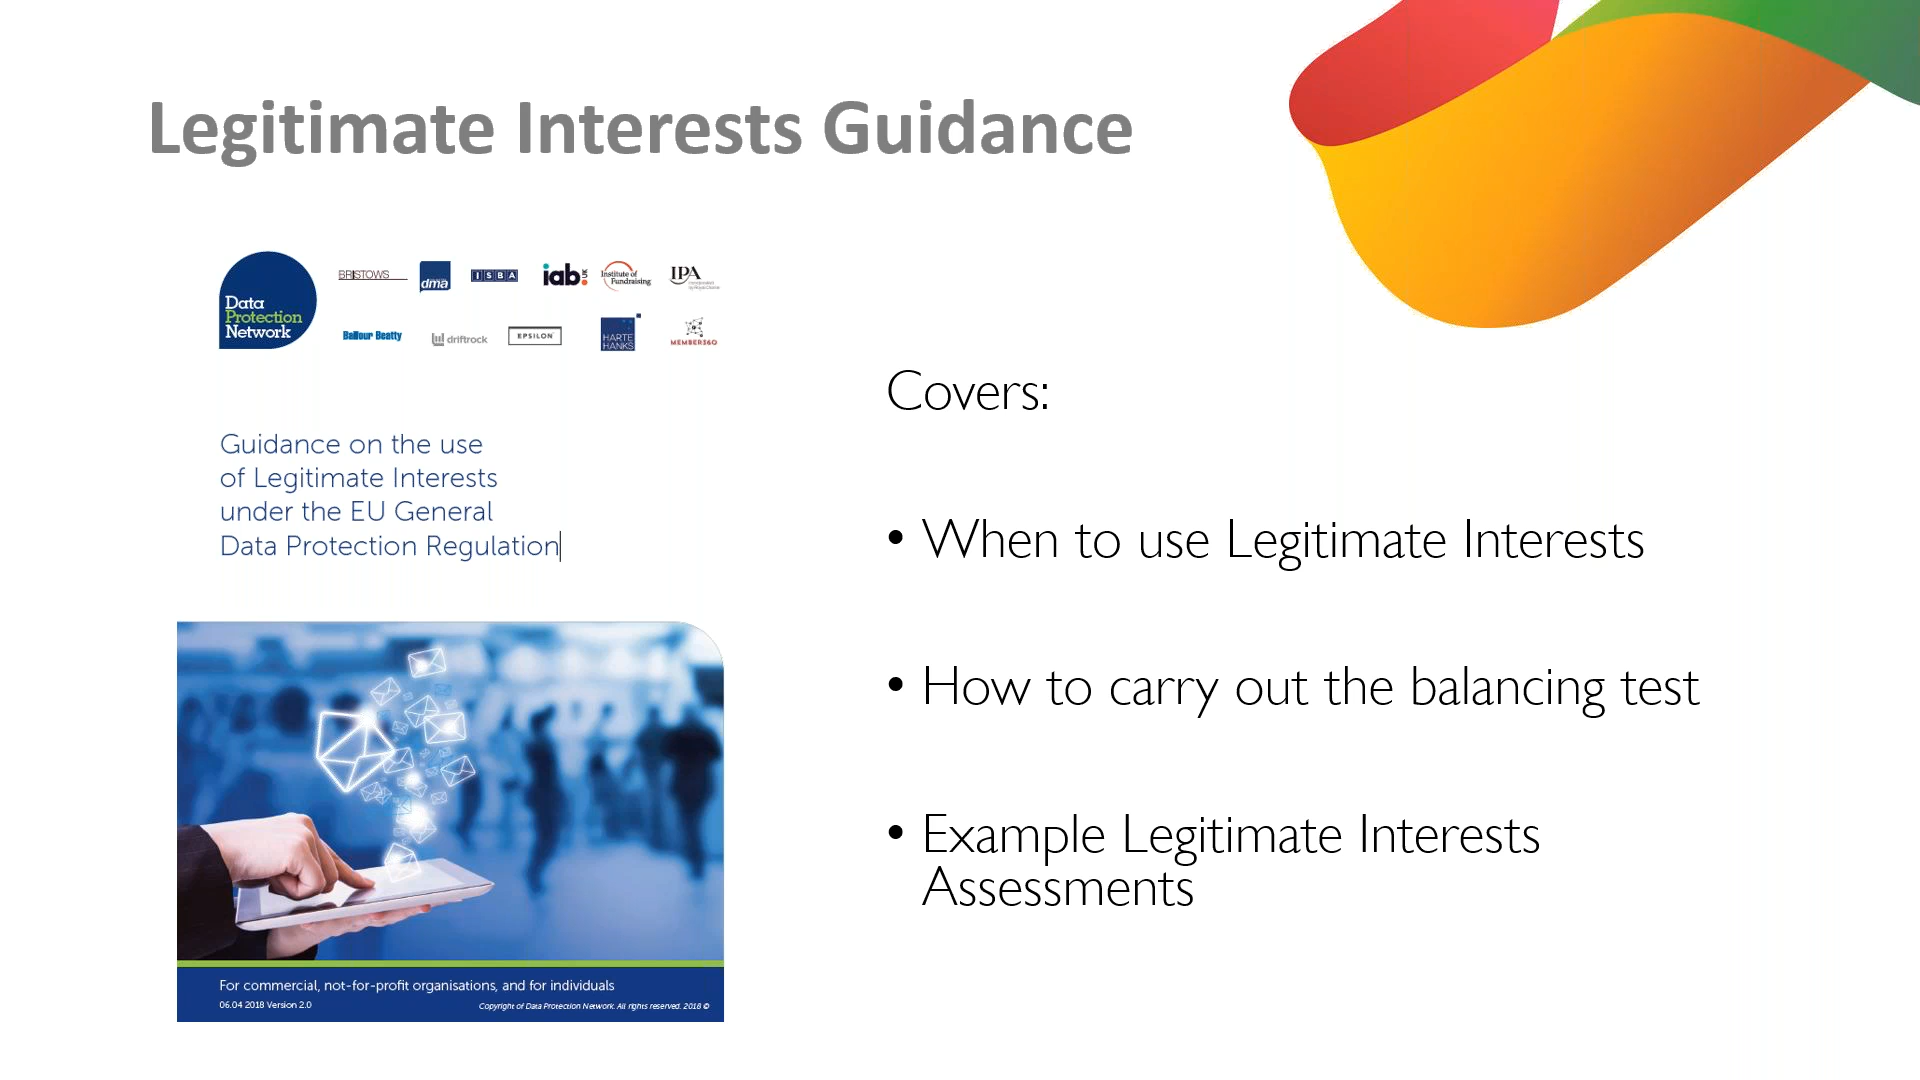 Legitimate Interests Guidance
Data
Protection
Network
BRISTOWS
dma
ISBA
iab.UK
Institute of
Fundraising
IPA
Balfour Beatty
driftrock
EPSILON
HARTE
HANKS
MEMBER360
Guidance on the use
of Legitimate Interests
under the EU General
Data Protection Regulation
For commercial, not-for-profit organisations, and for individuals
06.04 2018 Version 2.0
Copyright of Data Protection Network. All rights reserved. 2018 ©
Covers:
• When to use Legitimate Interests
• How to carry out the balancing test
• Example Legitimate Interests
Assessments